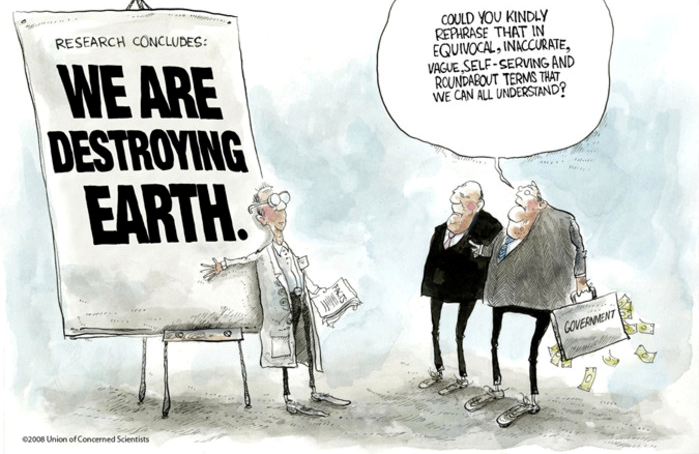 RESEARCH CONCLUDES:
WE ARE
DESTROYING
EARTH.
COULD YOU KINDLY
REPHRASE THAT IN
EQUIVOCAL, INACCURATE,
VAGUE, SELF-SERVING AND
ROUNDABOUT TERMS THAT
WE CAN ALL UNDERSTAND?
GOVERNMENT
©2008 Union of Concerned Scientists